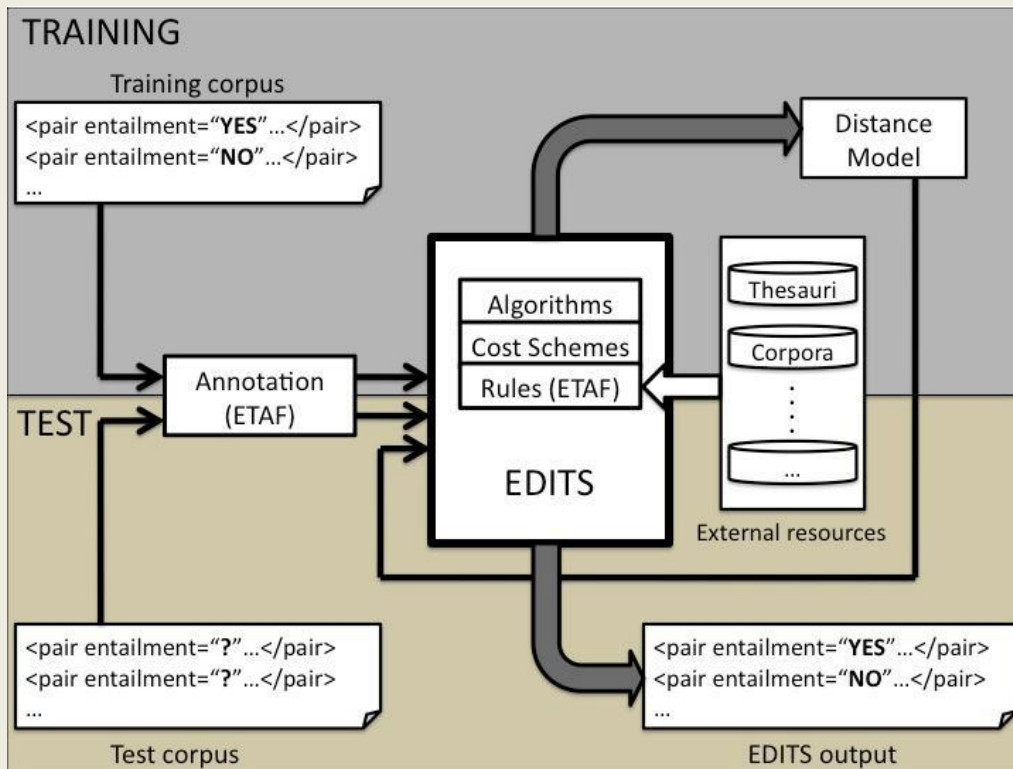 TRAINING
Training corpus
<pair entailment=“YES”...</pair>
<pair entailment=“NO”...</pair>
...
Distance
Model
Algorithms
Cost Schemes
Rules (ETAF)
EDITS
Thesauri
Corpora
...
External resources
Annotation
(ETAF)
TEST
<pair entailment=“?”...</pair>
<pair entailment=“?”...</pair>
...
Test corpus
<pair entailment=“YES”...</pair>
<pair entailment=“NO”...</pair>
...
EDITS output